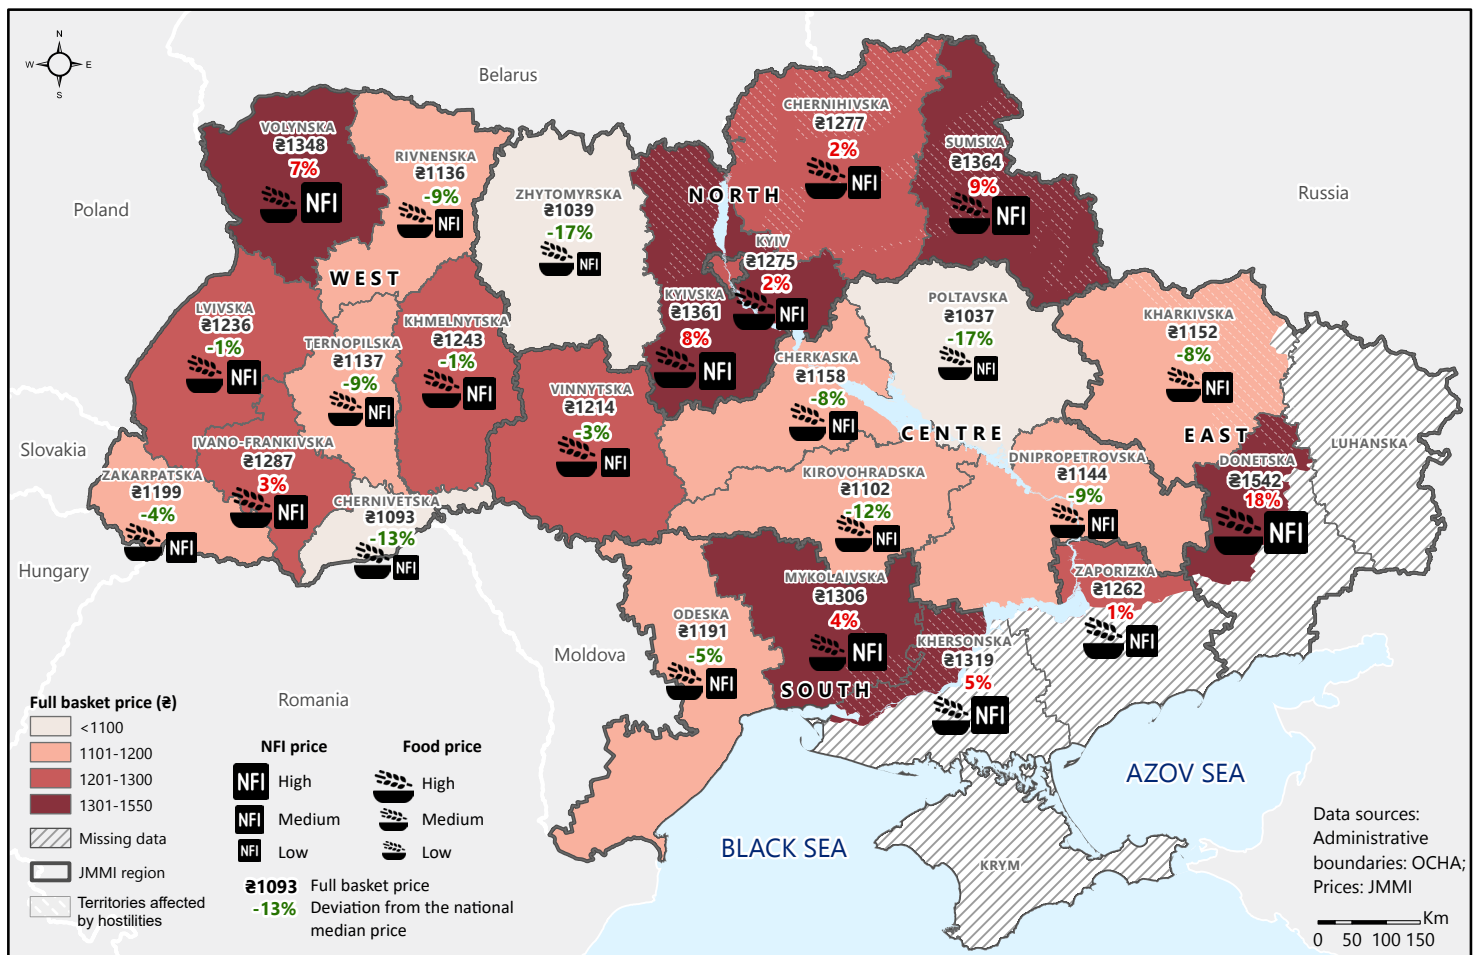 N
W
E
S
Belarus
Poland
Russia
Slovakia
Hungary
Romania
Moldova
VOLYNSKA
₴1348
7%
NFI
RIVNENSKA
₴1136
-9%
NFI
ZHYTOMYRSKA
₴1039
-17%
NFI
NORTH
CHERNIHIVSKA
₴1277
2%
NFI
SUMSKA
₴1364
9%
NFI
KYIV
₴1275
2%
NFI
KYIVSKA
₴1361
8%
NFI
WEST
LVIVSKA
₴1236
-1%
NFI
TERNOPILSKA
₴1137
-9%
NFI
KHMELNYTSKA
₴1243
-1%
NFI
VINNYTSKA
₴1214
-3%
NFI
CHERKASKA
₴1158
-8%
NFI
POLTAVSKA
₴1037
-17%
NFI
KHARKIVSKA
₴1152
-8%
NFI
CENTRE
EAST
LUHANSKA
IVANO-FRANKIVSKA
₴1287
3%
NFI
ZAKARPATSKA
₴1199
-4%
NFI
CHERNIVETSKA
₴1093
-13%
NFI
KIROVOHRADSKA
₴1102
-12%
NFI
DNIPROPETROVSKA
₴1144
-9%
NFI
DONETSKA
₴1542
18%
NFI
MYKOLAIVSKA
₴1306
4%
NFI
ODESKA
₴1191
-5%
NFI
SOUTH
KHERSONSKA
₴1319
5%
NFI
ZAPORIZKA
₴1262
1%
NFI
KRYM
AZOV SEA
BLACK SEA
Full basket price (₴)
<1100
1101-1200
1201-1300
1301-1550
Missing data
JMMI region
Territories affected
by hostilities
NFI price
NFI High
NFI Medium
NFI Low
Food price
High
Medium
Low
₴1093 Full basket price
-13% Deviation from the national
median price
Data sources:
Administrative
boundaries: OCHA;
Prices: JMMI
Km
0 50 100 150